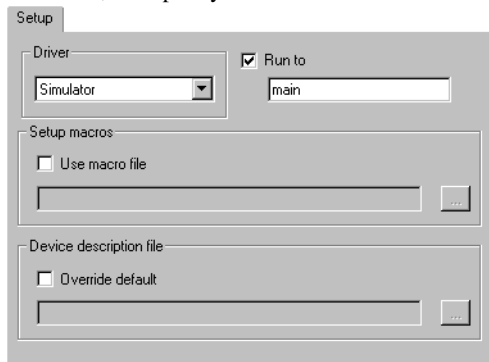 Setup
Driver
Run to
Simulator
main
Setup macros
Use macro file
...
Device description file
Override default
...